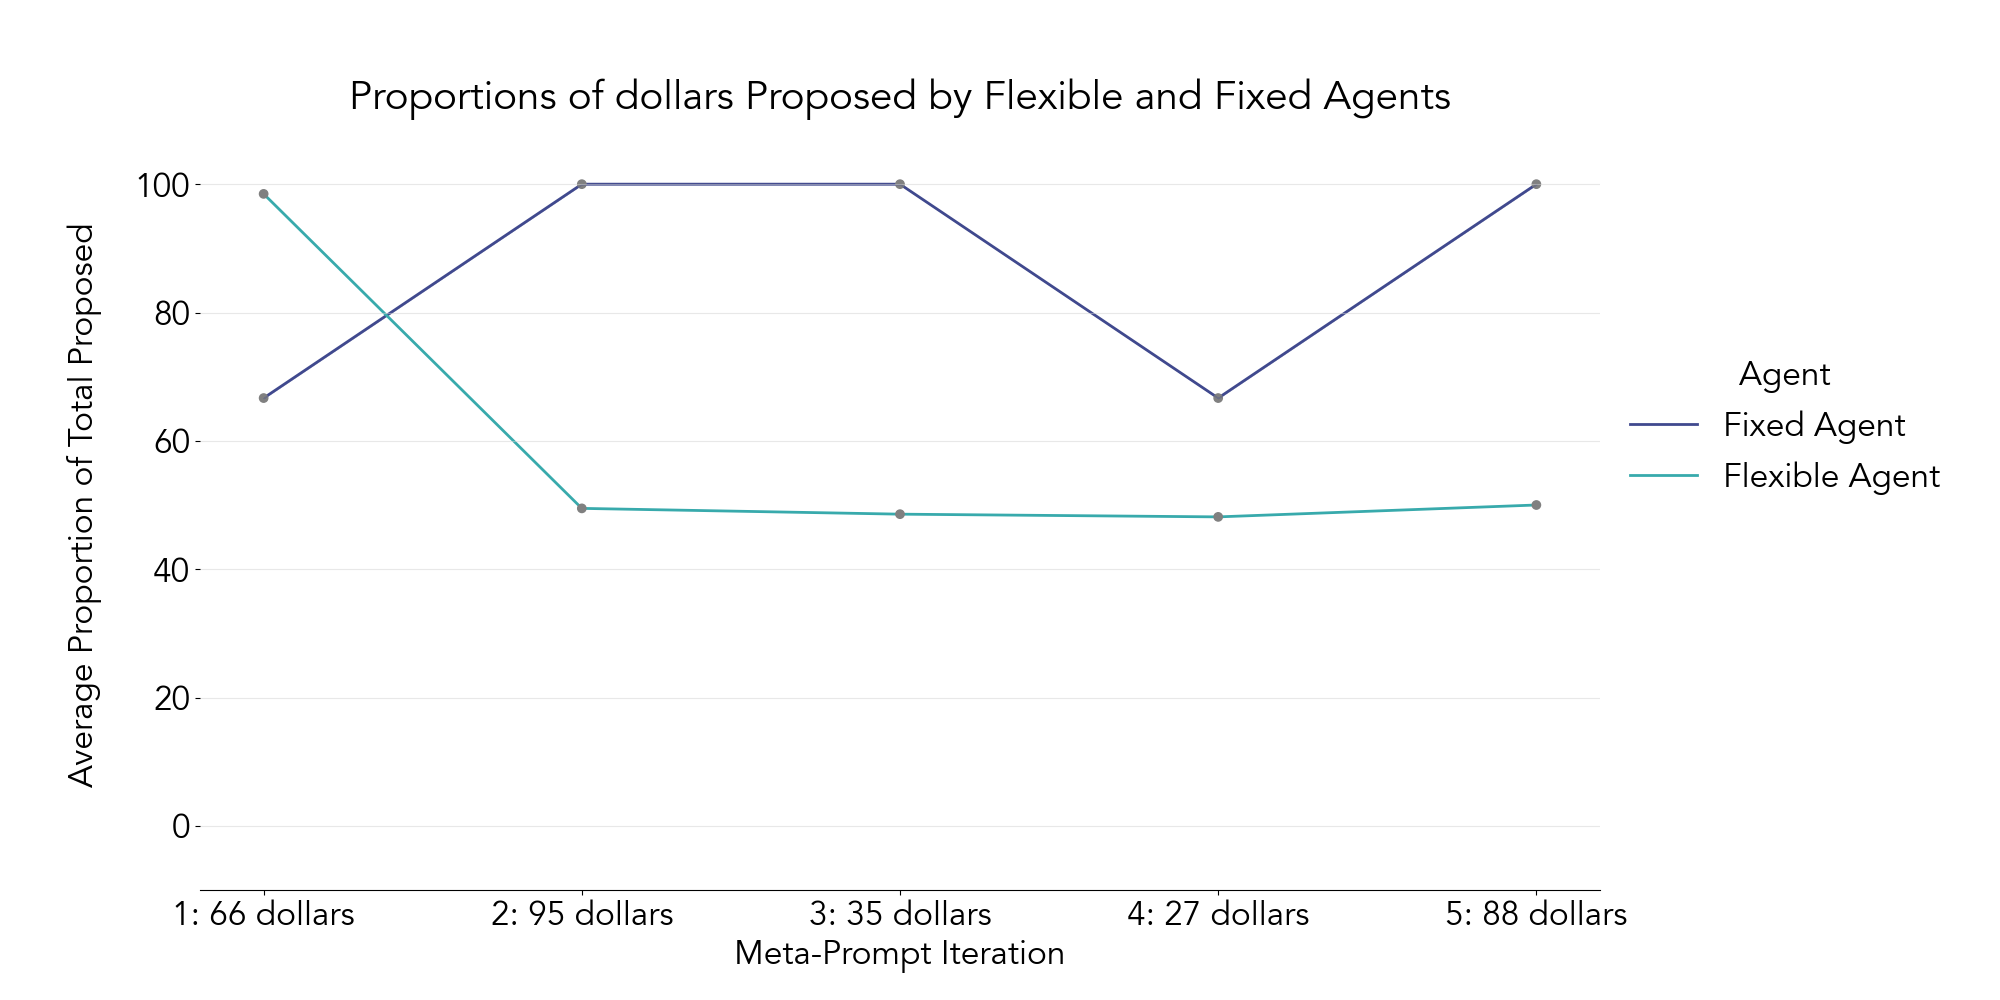 Proportions of dollars Proposed by Flexible and Fixed Agents
Average Proportion of Total Proposed
100
80
60
40
20
0
1: 66 dollars
2: 95 dollars
3: 35 dollars
4: 27 dollars
5: 88 dollars
Meta-Prompt Iteration
Agent
Fixed Agent
Flexible Agent